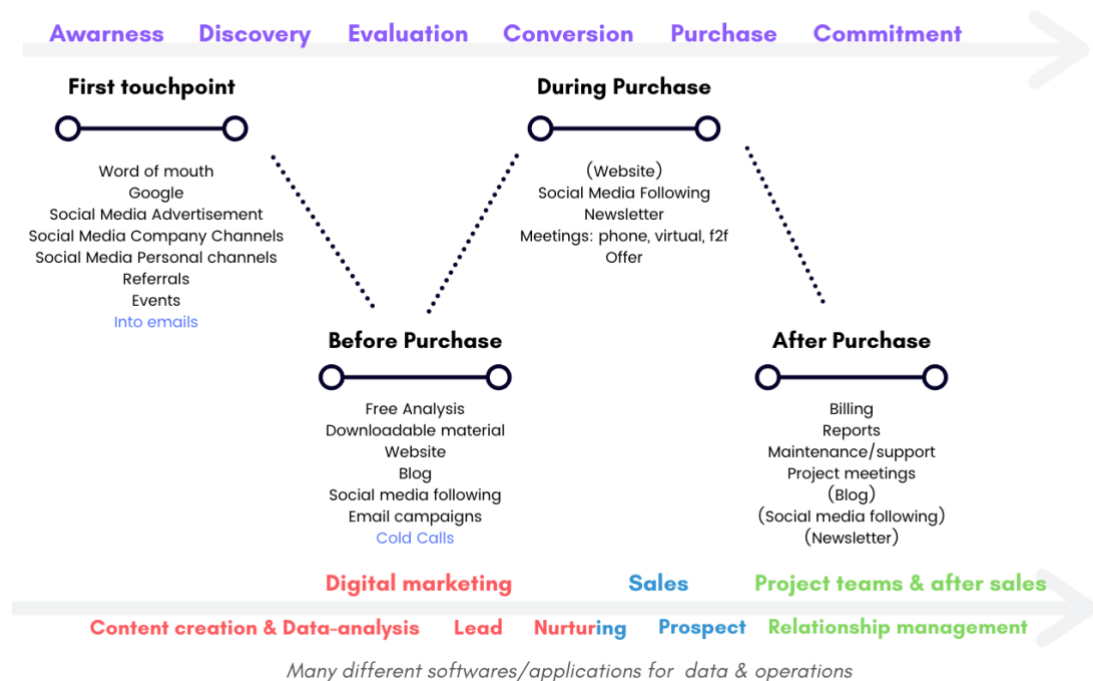 Awarness Discovery Evaluation Conversion Purchase Commitment
First touchpoint
Word of mouth
Google
Social Media Advertisement
Social Media Company Channels
Social Media Personal channels
Referrals
Events
Into emails
Before Purchase
Free Analysis
Downloadable material
Website
Blog
Social media following
Email campaigns
Cold Calls
During Purchase
(Website)
Social Media Following
Newsletter
Meetings: phone, virtual, f2f
Offer
After Purchase
Billing
Reports
Maintenance/support
Project meetings
(Blog)
(Social media following)
(Newsletter)
Digital marketing Sales Project teams & after sales
Content creation & Data-analysis Lead Nurturing Prospect Relationship management
Many different softwares/applications for data & operations